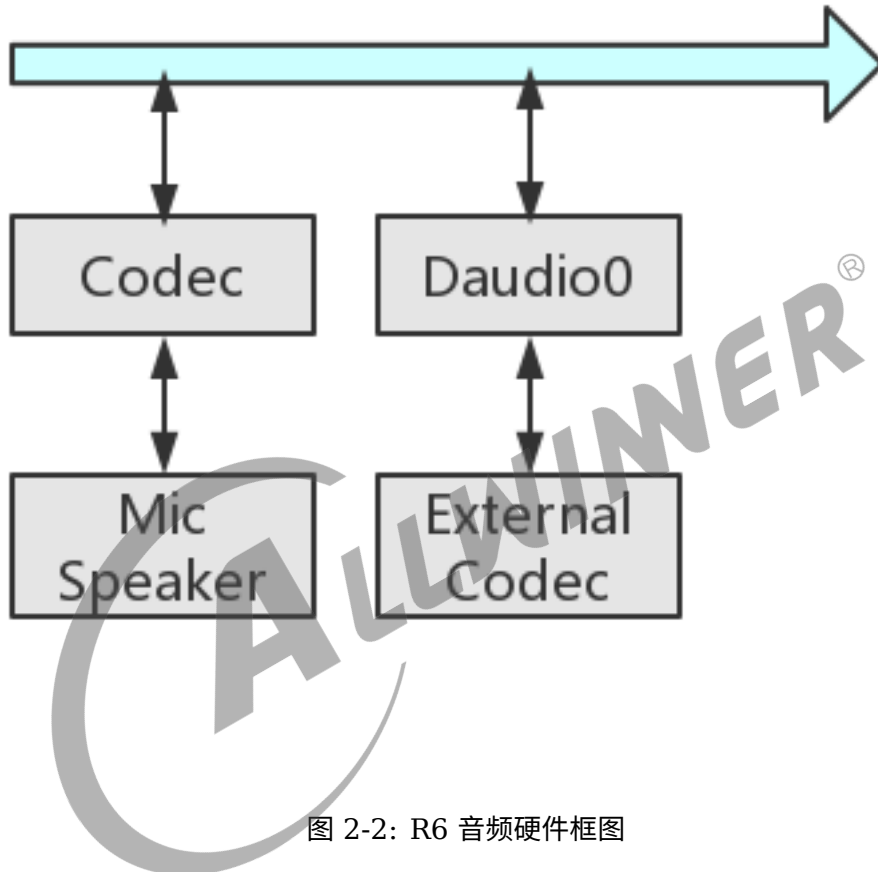 Codec
Daudio0
Mic
Speaker
External
Codec
ALLWINNER®
图 2-2: R6 音频硬件框图